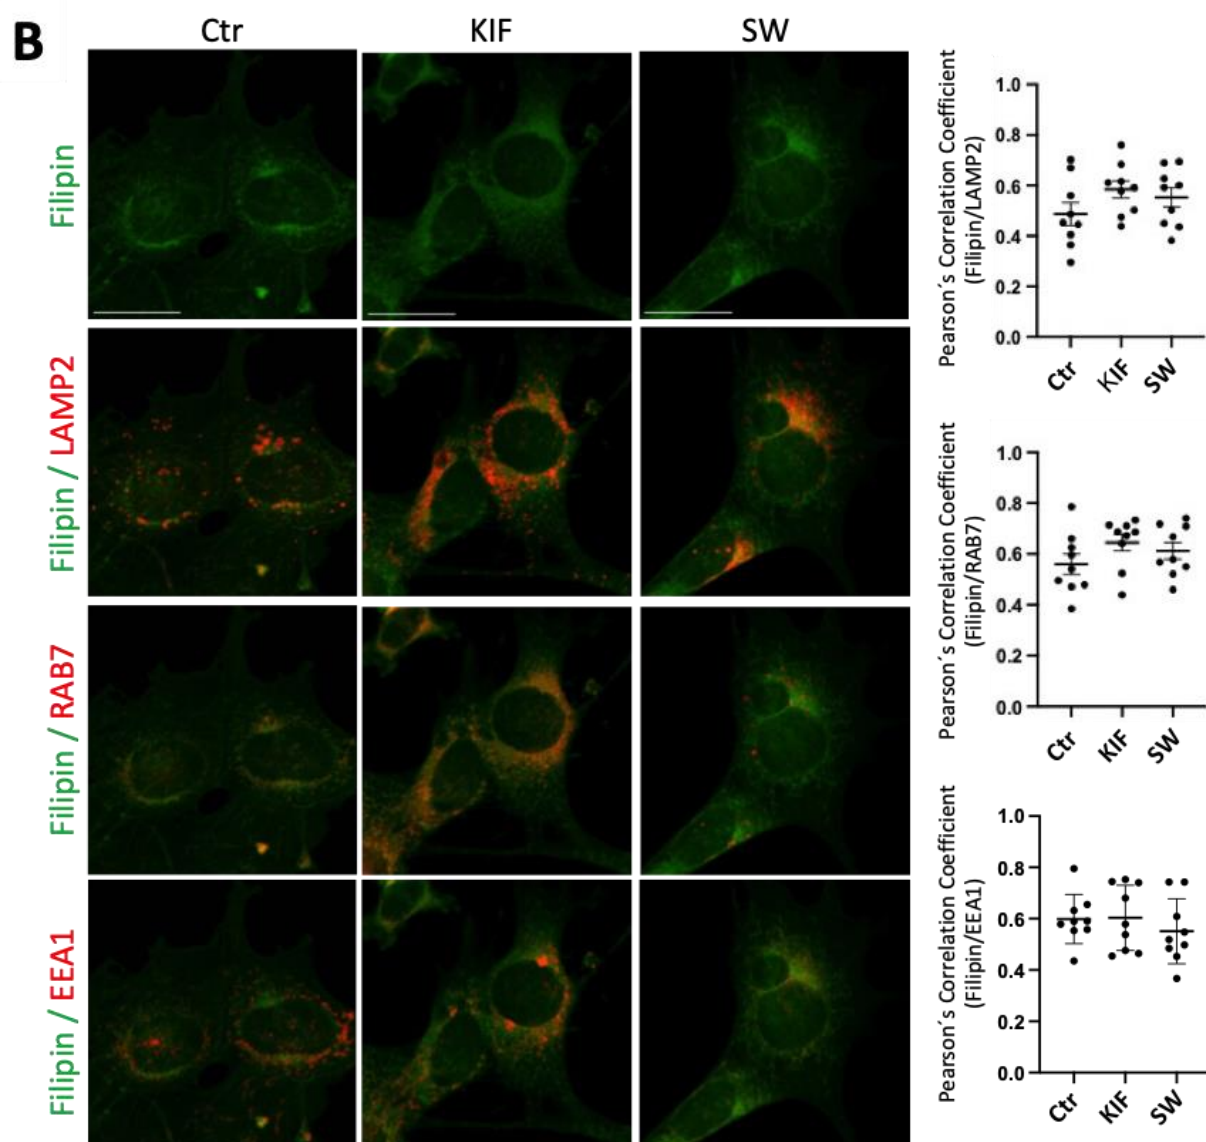 B
Ctr KIF SW
Filipin
Filipin / LAMP2
Filipin / RAB7
Filipin / EEA1
Pearson´s Correlation Coefficient
(Filipin/LAMP2)
1.0
0.8
0.6
0.4
0.2
0.0
Ctr KIF SW
Pearson´s Correlation Coefficient
(Filipin/RAB7)
1.0
0.8
0.6
0.4
0.2
0.0
Ctr KIF SW
Pearson´s Correlation Coefficient
(Filipin/EEA1)
1.0
0.8
0.6
0.4
0.2
0.0
Ctr KIF SW